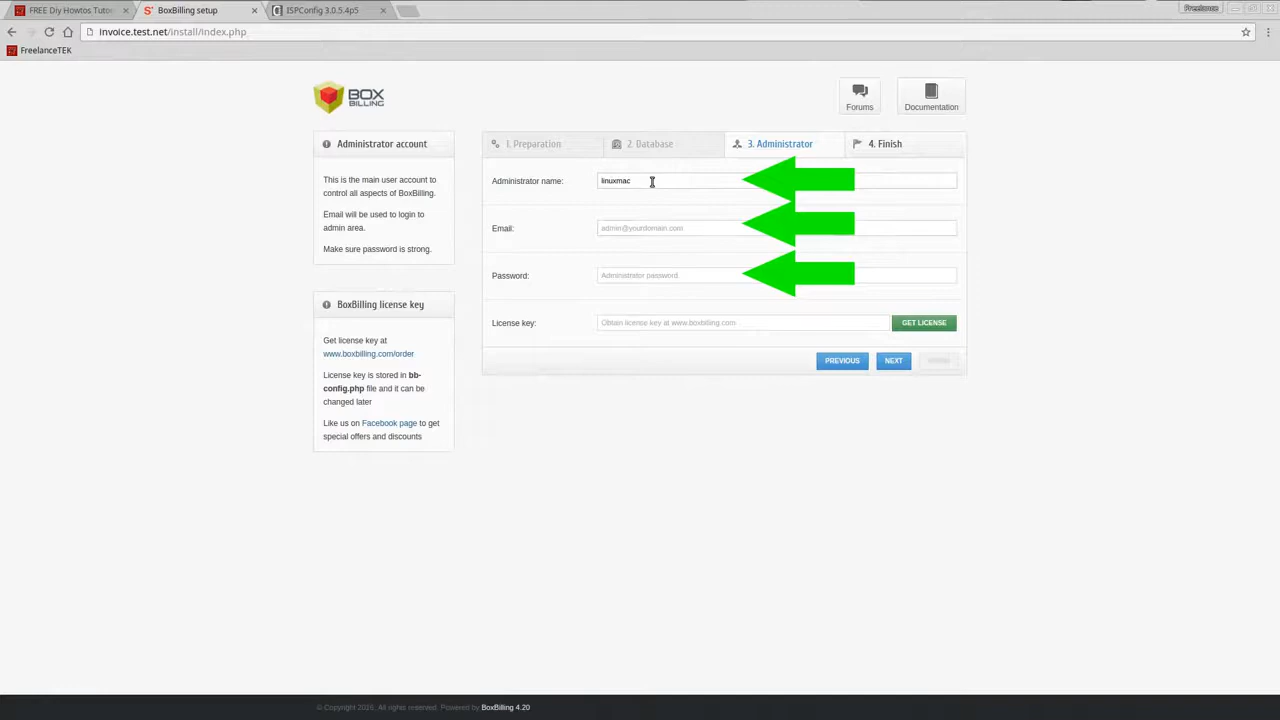 FREE Diy Howtos Tutor
BoxBilling setup
ISPConfig 3.0.5.4p5
Freelance
invoice.test.net/install/index.php
FreelanceTEK
BOX
BILLING
Forums
Documentation
Administrator account
This is the main user account to
control all aspects of BoxBilling.
Email will be used to login to
admin area.
Make sure password is strong.
BoxBilling license key
Get license key at
www.boxbilling.com/order
License key is stored in bb-
config.php file and it can be
changed later
Like us on Facebook page to get
special offers and discounts
1. Preparation
2. Database
3. Administrator
4. Finish
Administrator name:
linuxmac
Email:
admin@yourdomain.com
Password:
Administrator password
License key:
Obtain license key at www.boxbilling.com
GET LICENSE
PREVIOUS
NEXT
© Copyright 2026. All rights reserved. Powered by BoxBilling 4.20